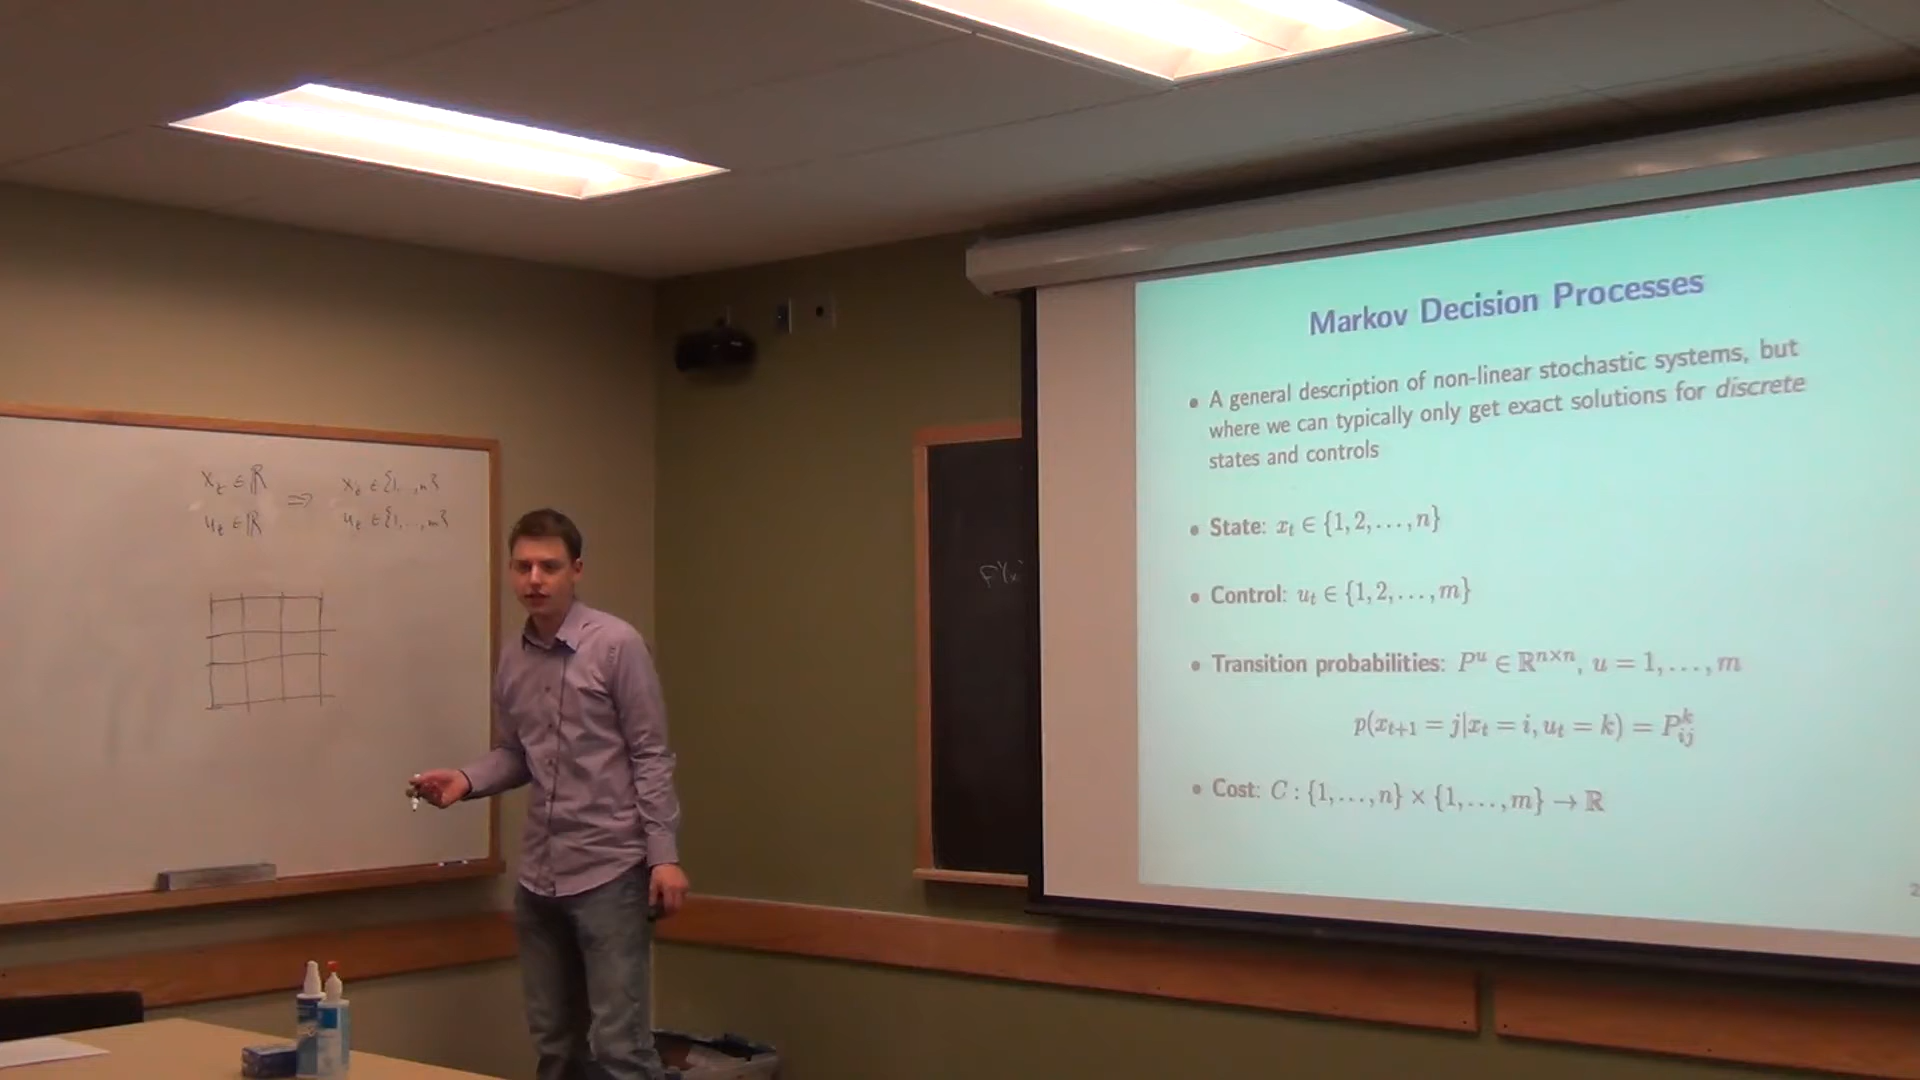 xₜ ∈ ℝ ⇒ xₜ ∈ {1,...,n}
uₜ ∈ ℝ uₜ ∈ {1,...,m}
Markov Decision Processes
• A general description of non-linear stochastic systems, but
where we can typically only get exact solutions for discrete
states and controls
• State: xₜ ∈ {1, 2, . . . , n}
• Control: uₜ ∈ {1, 2, . . . , m}
• Transition probabilities: Pᵘ ∈ ℝⁿˣⁿ, u = 1, . . . , m
p(xₜ₊₁ = j|xₜ = i, uₜ = k) = Pᵏᵢⱼ
• Cost: C : {1, . . . , n} × {1, . . . , m} → ℝ
2